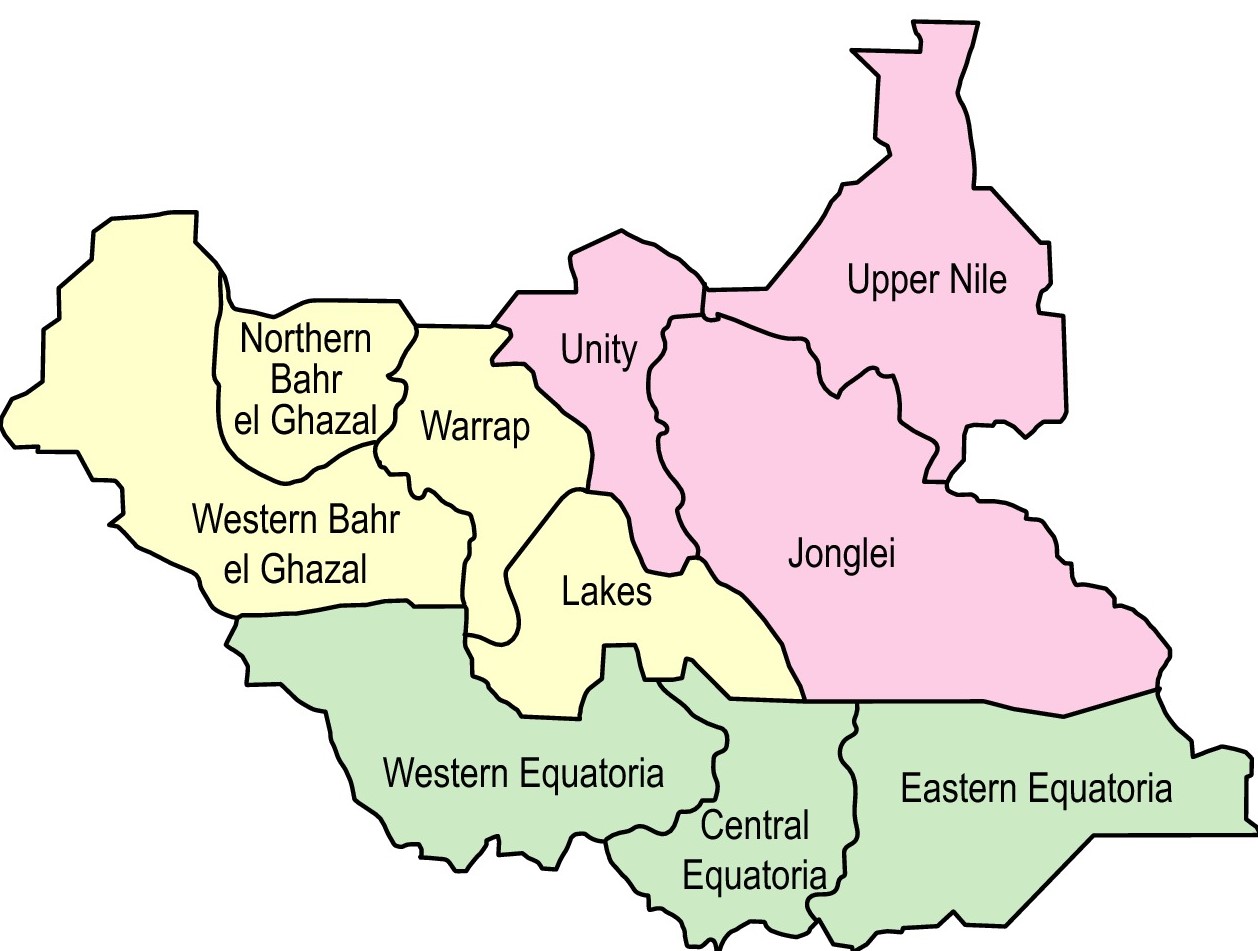 Upper Nile
Northern
Bahr
el Ghazal
Unity
Warrap
Western Bahr
el Ghazal
Jonglei
Lakes
Western Equatoria
Eastern Equatoria
Central
Equatoria